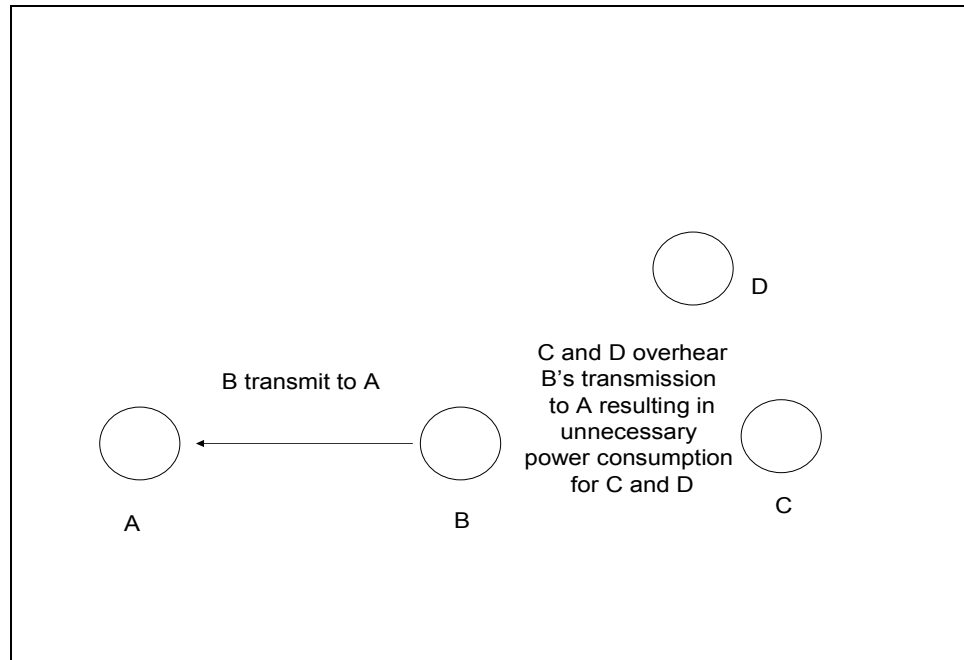 D
C and D overhear
B's transmission
to A resulting in
unnecessary
power consumption
for C and D
B transmit to A
A
B
C